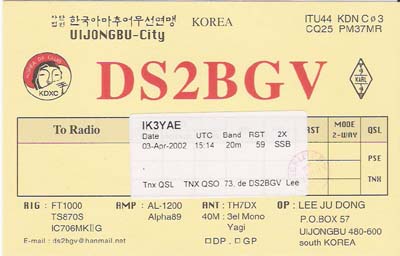 사단법인 한국아마추어무선연맹 KOREA ITU44 KDN C∅3
UIJONGBU-City CQ25 PM37MR
KOREA DX CLUB
KDXC
DS2BGV
KARL
To Radio
RST MODE 2-WAY QSL
PSE
TNX
IK3YAE
Date UTC Band RST 2X
03-Apr-2002 15:14 20m 59 SSB
Tnx QSL TNX QSO 73, de DS2BGV Lee
RIG : FT1000 AMP : AL-1200 ANT : TH7DX OP : LEE JU DONG
TS870S Alpha89 40M : 3el Mono P.O.BOX 57
IC706MKⅡG Yagi UIJONGBU 480-600
E-mail : ds2bgv@hanmail.net □DP. □GP south KOREA